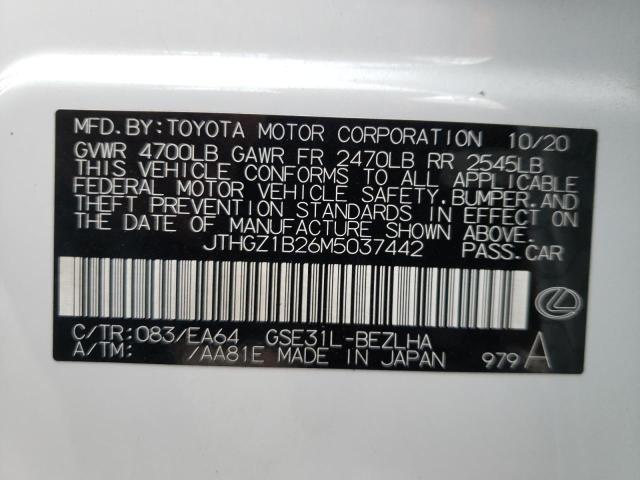 MFD.BY:TOYOTA MOTOR CORPORATION 10/20
GVWR 4700LB GAWR FR 2470LB RR 2545LB
THIS VEHICLE CONFORMS TO ALL APPLICABLE
FEDERAL MOTOR VEHICLE SAFETY,BUMPER,AND
THEFT PREVENTION STANDARDS IN EFFECT ON
THE DATE OF MANUFACTURE SHOWN ABOVE.
JTHGZ1B26M5037442 PASS.CAR
C/TR:083/EA64 GSE31L-BEZLHA
A/TM: /AA81E MADE IN JAPAN 979 A